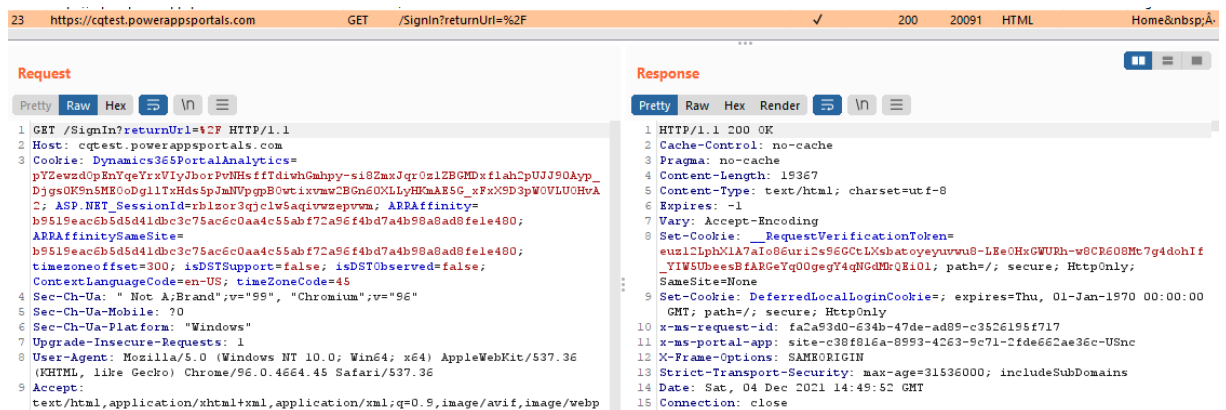 23 https://cqtest.powerappsportals.com GET /SignIn?returnUrl=%2F ✓ 200 20091 HTML Home&nbsp;Â·
Request
Response
Pretty Raw Hex \n
Pretty Raw Hex Render \n
1 GET /SignIn?returnUrl=%2F HTTP/1.1
2 Host: cqtest.powerappsportals.com
3 Cookie: Dynamics365PortalAnalytics=
pYZewzdOpEnYqeYrxVIyJborPvNHsffTdiwhGmhpy-si8ZmxJqr0zlZBGMDxflah2pUJJ90Ayp_
DjgsOK9n5ME0oDgllTxHds5pJmNVpgpB0wtixvmw2BGn60XLLyHKmAE5G_xFxX9D3pW0VLU0HvA
2; ASP.NET_SessionId=rblzor3qjclw5aqivwzepvwm; ARRAffinity=
b9519eac6b5d5d41dbc3c75ac6c0aa4c55abf72a96f4bd7a4b98a8ad8fe1e480;
ARRAffinitySameSite=
b9519eac6b5d5d41dbc3c75ac6c0aa4c55abf72a96f4bd7a4b98a8ad8fe1e480;
timezoneoffset=300; isDSTSupport=false; isDSTObserved=false;
ContextLanguageCode=en-US; timeZoneCode=45
4 Sec-Ch-Ua: " Not A;Brand";v="99", "Chromium";v="96"
5 Sec-Ch-Ua-Mobile: ?0
6 Sec-Ch-Ua-Platform: "Windows"
7 Upgrade-Insecure-Requests: 1
8 User-Agent: Mozilla/5.0 (Windows NT 10.0; Win64; x64) AppleWebKit/537.36
(KHTML, like Gecko) Chrome/96.0.4664.45 Safari/537.36
9 Accept:
text/html,application/xhtml+xml,application/xml;q=0.9,image/avif,image/webp
1 HTTP/1.1 200 OK
2 Cache-Control: no-cache
3 Pragma: no-cache
4 Content-Length: 19367
5 Content-Type: text/html; charset=utf-8
6 Expires: -1
7 Vary: Accept-Encoding
8 Set-Cookie: __RequestVerificationToken=
euzl2LphXlA7aIo86uri2s96GCtLXsbatoyeyuvwu8-LEe0HxGWURh-w8CR608Mt7g4dohIf
_YIW5UbeesBfARGeYq0OgegY4qNGdMkQEi01; path=/; secure; HttpOnly;
SameSite=None
9 Set-Cookie: DeferredLocalLoginCookie=; expires=Thu, 01-Jan-1970 00:00:00
GMT; path=/; secure; HttpOnly
10 x-ms-request-id: fa2a93d0-634b-47de-ad89-c3526195f717
11 x-ms-portal-app: site-c38f816a-8993-4263-9c71-2fde662ae36c-USnc
12 X-Frame-Options: SAMEORIGIN
13 Strict-Transport-Security: max-age=31536000; includeSubDomains
14 Date: Sat, 04 Dec 2021 14:49:52 GMT
15 Connection: close